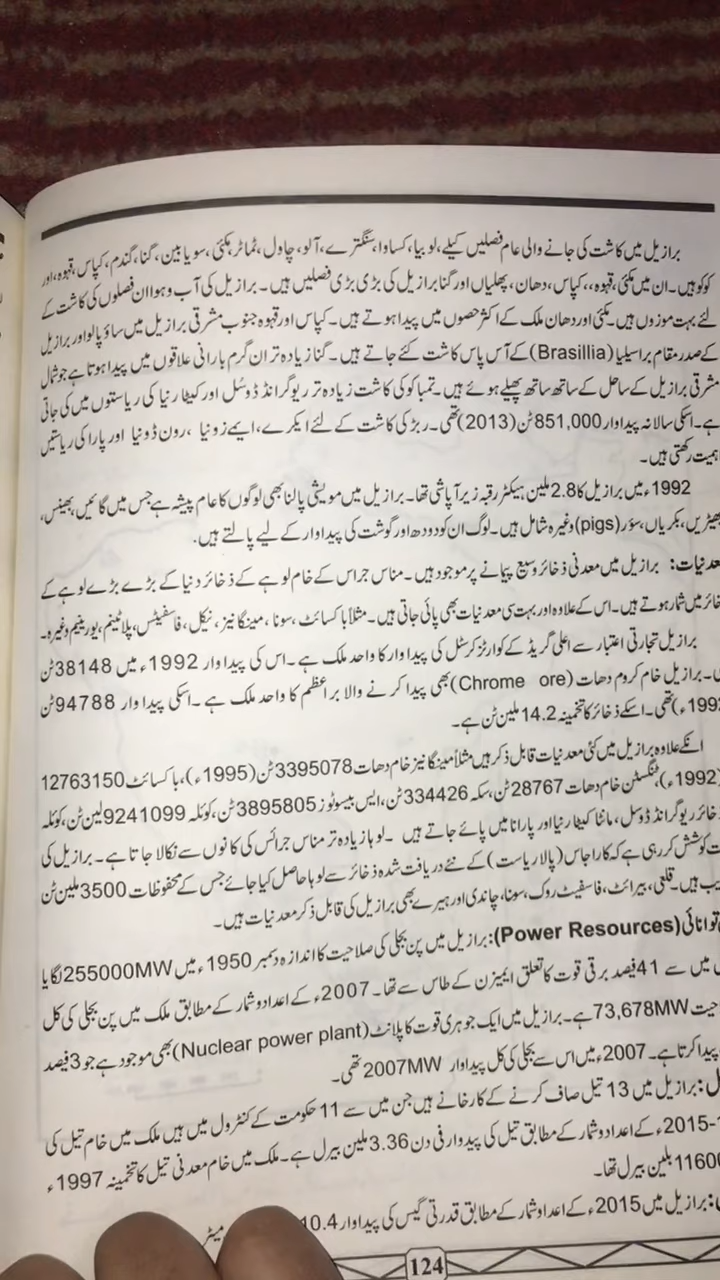 برازیل میں کاشت کی جانے والی عام فصلیں کیلے، لوبیا، کساوا، سنگترے، آلو، چاول، ٹماٹر، مکئی، سویا بین، گنا، گندم، کپاس، قہوہ، اور
کوکو ہیں۔ ان میں مکئی، قہوہ،، کپاس، دھان، پھلیاں اور گنا برازیل کی بڑی بڑی فصلیں ہیں۔ برازیل کی آب و ہوا ان فصلوں کی کاشت کے
لئے بہت موزوں ہیں۔ مکئی اور دھان ملک کے اکثر حصوں میں پیدا ہوتے ہیں۔ کپاس اور قہوہ جنوب مشرقی برازیل میں ساؤ پالو اور برازیل
کے صدر مقام براسیلیا (Brasillia) کے آس پاس کاشت کئے جاتے ہیں۔ گنا زیادہ تر ان گرم بارانی علاقوں میں پیدا ہوتا ہے جو شمال
مشرقی برازیل کے ساحل کے ساتھ ساتھ پھیلے ہوئے ہیں۔ تمباکو کی کاشت زیادہ تر ریو گرانڈ ڈوسُل اور کیٹا رنیا کی ریاستوں میں کی جاتی
ہے۔ اسکی سالانہ پیداوار 851,000 ٹن (2013) تھی۔ ربڑ کی کاشت کے لئے ایکرے، ایمے زونیا، رون ڈونیا اور پارا کی ریاستیں
اہمیت رکھتی ہیں۔
1992ء میں برازیل کا 2.8 ملین ہیکٹر رقبہ زیر آپاشی تھا۔ برازیل میں مویشی پالنا بھی لوگوں کا عام پیشہ ہے جس میں گائیں، بھینس،
بھیڑیں، بکریاں، سؤر (pigs) وغیرہ شامل ہیں۔ لوگ ان کو دودھ اور گوشت کی پیداوار کے لیے پالتے ہیں۔
معدنیات: برازیل میں معدنی ذخائر وسیع پیمانے پر موجود ہیں۔ مناس جراس کے خام لوہے کے ذخائر دنیا کے بڑے بڑے لوہے کے
ذخائر میں شمار ہوتے ہیں۔ اس کے علاوہ اور بہت سی معدنیات بھی پائی جاتی ہیں۔ مثلاً باکسائٹ، سونا، مینگانیز، نیکل، فاسفیٹس، پلاٹینم، یورینیم وغیرہ۔
برازیل تجارتی اعتبار سے اعلیٰ گریڈ کے کوارٹز کرسٹل کی پیداوار کا واحد ملک ہے۔ اس کی پیداوار 1992ء میں 38148 ٹن
۔ برازیل خام کروم دھات (Chrome ore) بھی پیدا کرنے والا براعظم کا واحد ملک ہے۔ اسکی پیداوار 94788 ٹن
1992ء) تھی۔ اسکے ذخائر کا تخمینہ 14.2 ملین ٹن ہے۔
انکے علاوہ برازیل میں کئی معدنیات قابل ذکر ہیں مثلاً مینگانیز خام دھات 3395078 ٹن (1995ء)، باکسائٹ 12763150
(1992ء)، ٹنگسٹن خام دھات 28767 ٹن، سکہ 334426 ٹن، ایس بیسوٹوز 3895805 ٹن، کوئلہ 9241099 لین ٹن، کوئلہ
ذخائر ریو گرانڈ ڈوسُل، مانٹا کیٹا رنیا اور پارانا میں پائے جاتے ہیں۔ لوہا زیادہ تر مناس جرائس کی کانوں سے نکالا جاتا ہے۔ برازیل کی
کوشش کر رہی ہے کہ کاراجاس (پالا ریاست) کے نئے دریافت شدہ ذخائر سے لوہا حاصل کیا جائے جس کے محفوظات 3500 ملین ٹن
ہیں۔ قلعی، بیرائٹ، فاسفیٹ روک، سونا، چاندی اور ہیرے بھی برازیل کی قابل ذکر معدنیات ہیں۔
توانائی (Power Resources): برازیل میں پن بجلی کی صلاحیت کا اندازہ دسمبر 1950ء میں 255000MW لگایا
میں سے 41 فیصد برقی قوت کا تعلق ایمیزن کے طاس سے تھا۔ 2007ء کے اعداد و شمار کے مطابق ملک میں پن بجلی کی کل
73,678MW ہے۔ برازیل میں ایک جوہری قوت کا پلانٹ (Nuclear power plant) بھی موجود ہے جو 3 فیصد
پیدا کرتا ہے۔ 2007ء میں اس سے بجلی کی کل پیداوار 2007MW تھی۔
برازیل میں 13 تیل صاف کرنے کے کارخانے ہیں جن میں سے 11 حکومت کے کنٹرول میں ہیں ملک میں خام تیل کی
2015-ء کے اعداد و شمار کے مطابق تیل کی پیداوار فی دن 3.36 ملین بیرل ہے۔ ملک میں خام معدنی تیل کا تخمینہ 1997ء
بلین بیرل تھا۔
برازیل میں 2015ء کے اعداد و شمار کے مطابق قدرتی گیس کی پیداوار 10.4 میٹر
124